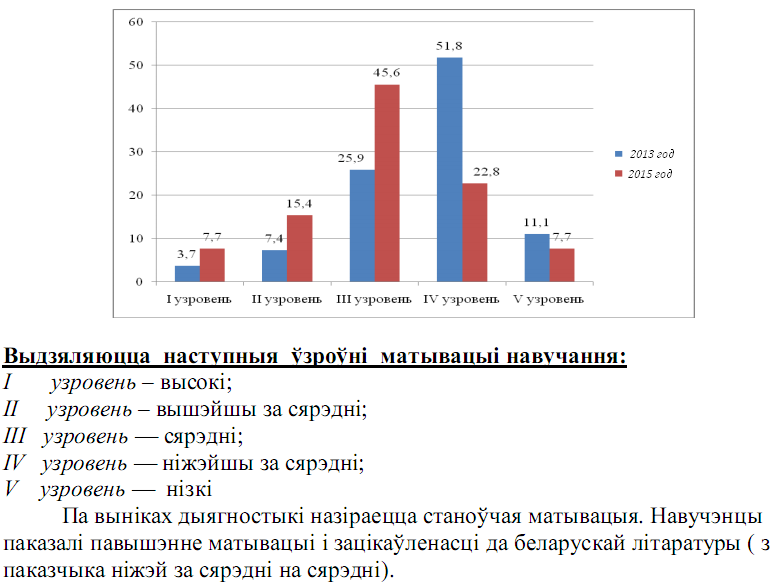 60
50
40
30
20
10
0
3,7
7,7
7,4
15,4
25,9
45,6
51,8
22,8
11,1
7,7
I узровень II узровень III узровень IV узровень V узровень
2013 год
2015 год
Выдзяляюцца наступныя ўзроўні матывацыі навучання:
I узровень – высокі;
II узровень – вышэйшы за сярэдні;
III узровень — сярэдні;
IV узровень — ніжэйшы за сярэдні;
V узровень — нізкі
Па выніках дыягностыкі назіраецца станоўчая матывацыя. Навучэнцы
паказалі павышэнне матывацыі і зацікаўленасці да беларускай літаратуры ( з
паказчыка ніжэй за сярэдні на сярэдні).